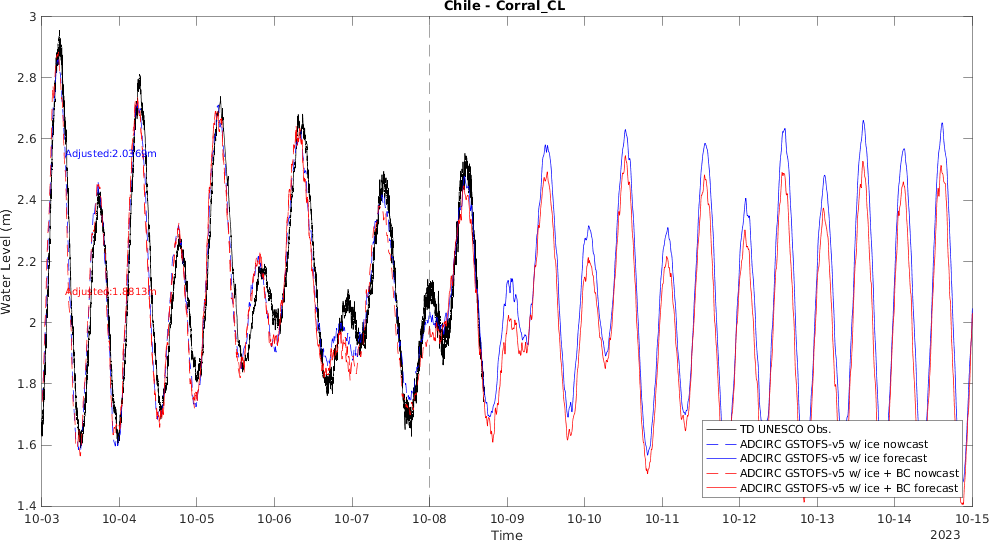 Chile - Corral_CL
3
2.8
2.6
2.4
2.2
2
1.8
1.6
1.4
Water Level (m)
Adjusted:2.0369m
Adjusted:1.8813m
TD UNESCO Obs.
ADCIRC GSTOFS-v5 w/ ice nowcast
ADCIRC GSTOFS-v5 w/ ice forecast
ADCIRC GSTOFS-v5 w/ ice + BC nowcast
ADCIRC GSTOFS-v5 w/ ice + BC forecast
10-03 10-04 10-05 10-06 10-07 10-08 10-09 10-10 10-11 10-12 10-13 10-14 10-15
Time
2023